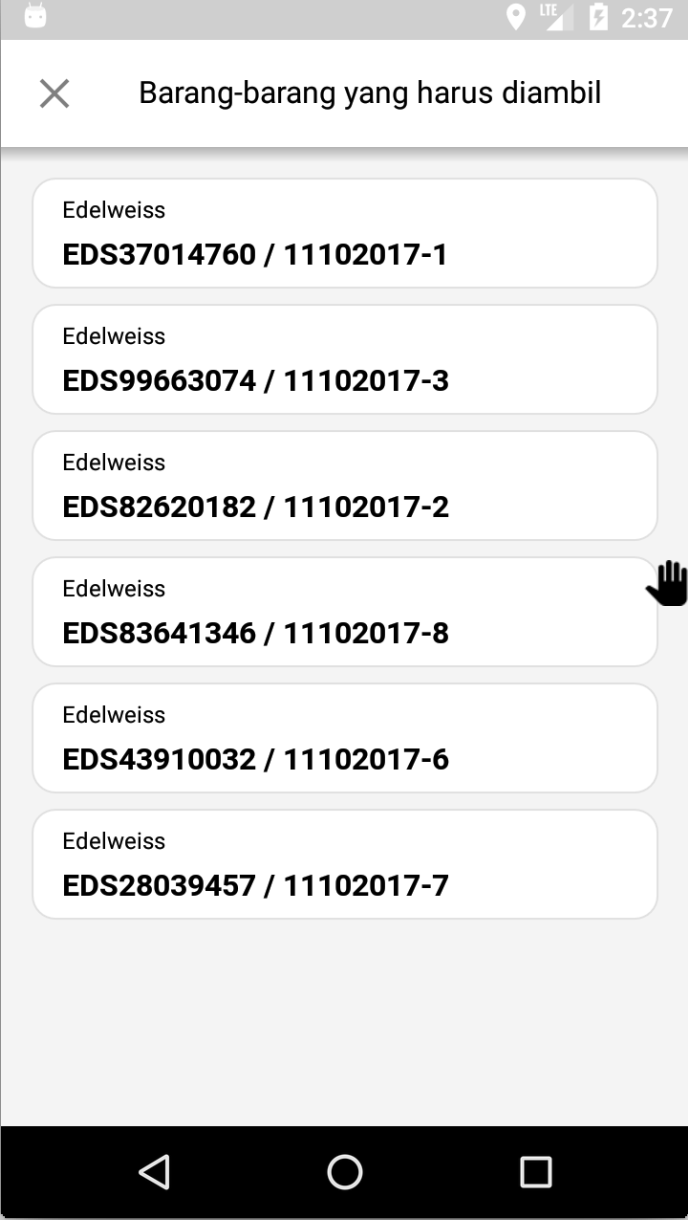 LTE 2:37
Barang-barang yang harus diambil
Edelweiss
EDS37014760 / 11102017-1
Edelweiss
EDS99663074 / 11102017-3
Edelweiss
EDS82620182 / 11102017-2
Edelweiss
EDS83641346 / 11102017-8
Edelweiss
EDS43910032 / 11102017-6
Edelweiss
EDS28039457 / 11102017-7